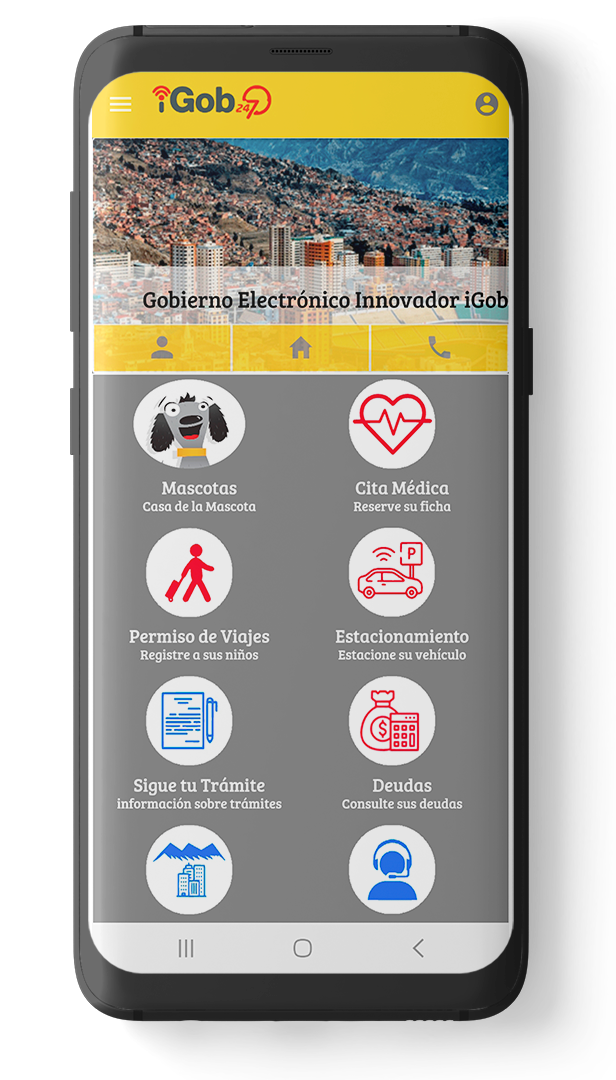 iGob 24/7
Gobierno Electrónico Innovador iGob
Mascotas
Casa de la Mascota
Cita Médica
Reserve su ficha
P
Permiso de Viajes
Registre a sus niños
Estacionamiento
Estacione su vehículo
$
Sigue tu Trámite
información sobre trámites
Deudas
Consulte sus deudas